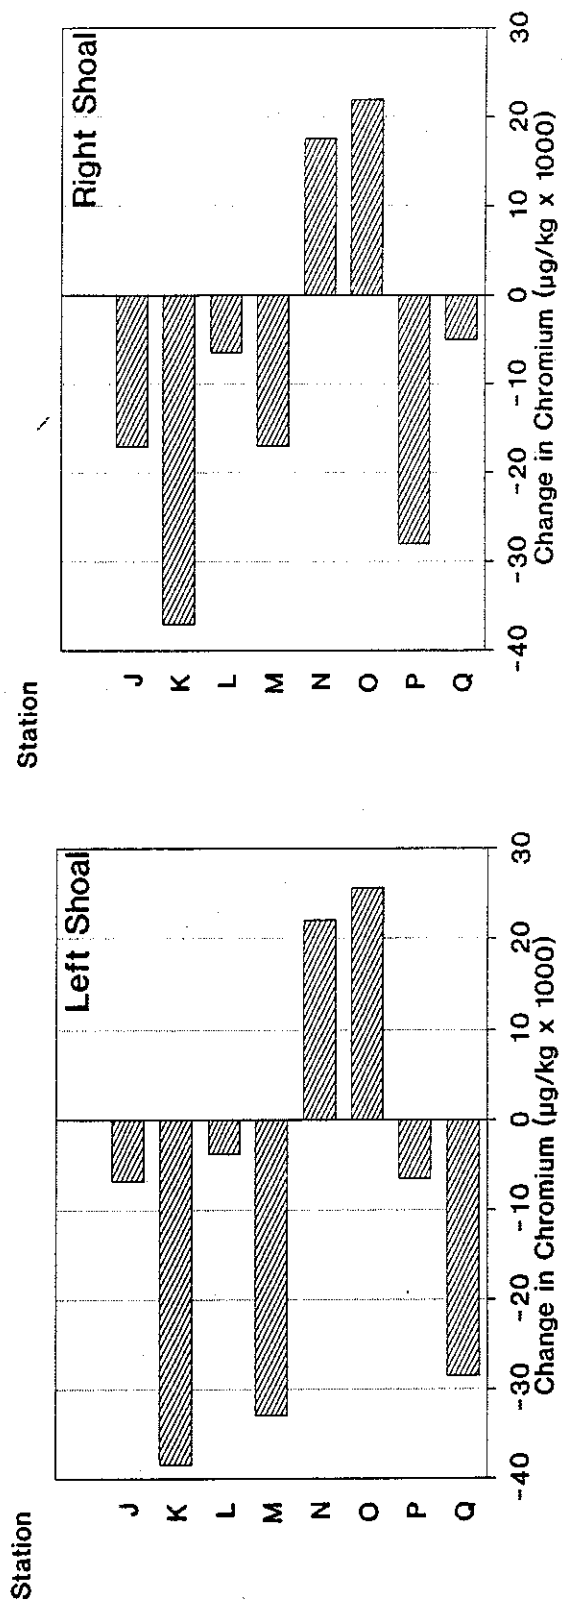 Left Shoal
Station
J
K
L
M
N
O
P
Q
-40 -30 -20 -10 0 10 20 30
Change in Chromium (µg/kg x 1000)
Right Shoal
Station
J
K
L
M
N
O
P
Q
-40 -30 -20 -10 0 10 20 30
Change in Chromium (µg/kg x 1000)